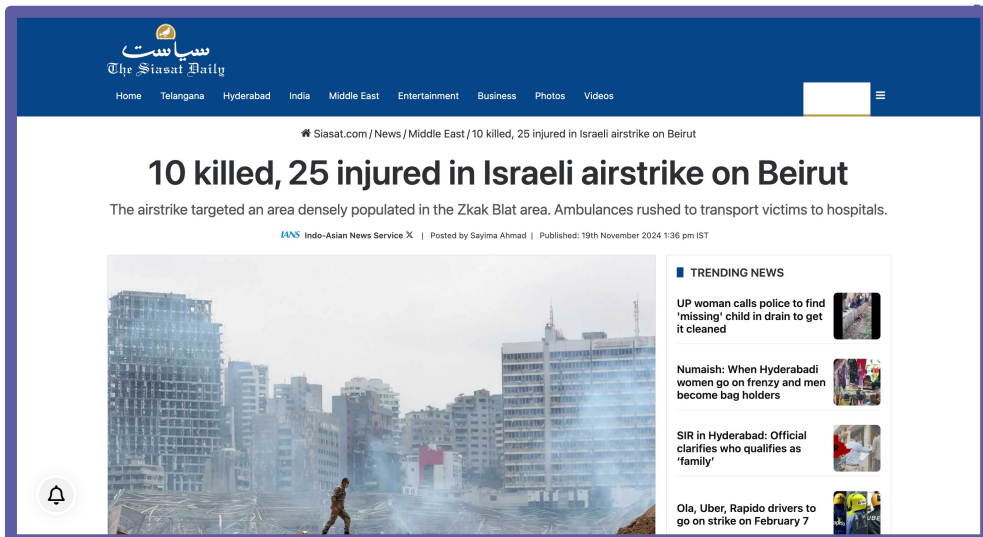 سیاست
The Siasat Daily
Home Telangana Hyderabad India Middle East Entertainment Business Photos Videos
Siasat.com / News / Middle East / 10 killed, 25 injured in Israeli airstrike on Beirut
10 killed, 25 injured in Israeli airstrike on Beirut
The airstrike targeted an area densely populated in the Zkak Blat area. Ambulances rushed to transport victims to hospitals.
IANS Indo-Asian News Service X | Posted by Sayima Ahmad | Published: 19th November 2024 1:36 pm IST
TRENDING NEWS
UP woman calls police to find
'missing' child in drain to get
it cleaned
Numaish: When Hyderabadi
women go on frenzy and men
become bag holders
SIR in Hyderabad: Official
clarifies who qualifies as
‘family’
Ola, Uber, Rapido drivers to
go on strike on February 7
UBER